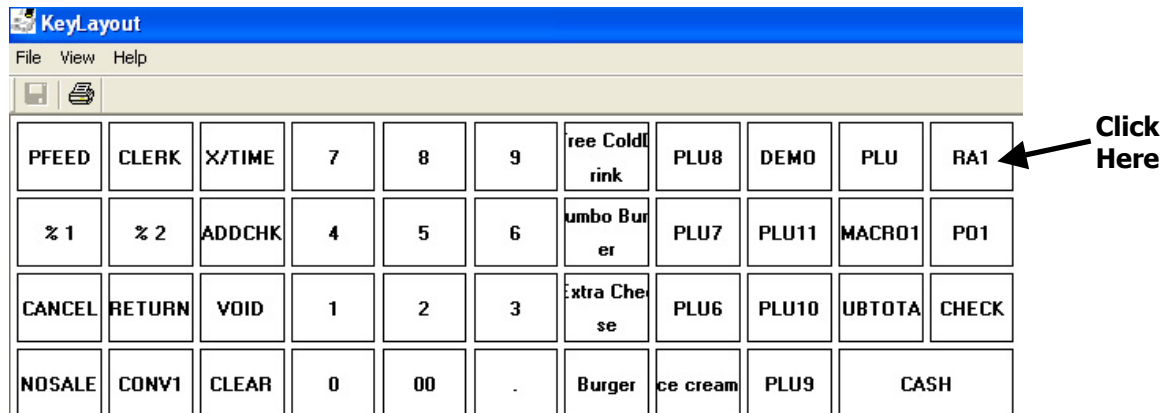 KeyLayout
File View Help
PFEED CLERK X/TIME 7 8 9 ree Cold PLU8 DEMO PLU RA1
rink
Click
Here
% 1 % 2 ADDCHK 4 5 6 umbo Bur PLU7 PLU11 MACRO1 PO1
er
CANCEL RETURN VOID 1 2 3 Extra Che PLU6 PLU10 UBTOTA CHECK
se
NOSALE CONV1 CLEAR 0 00 . Burger ce cream PLU9 CASH